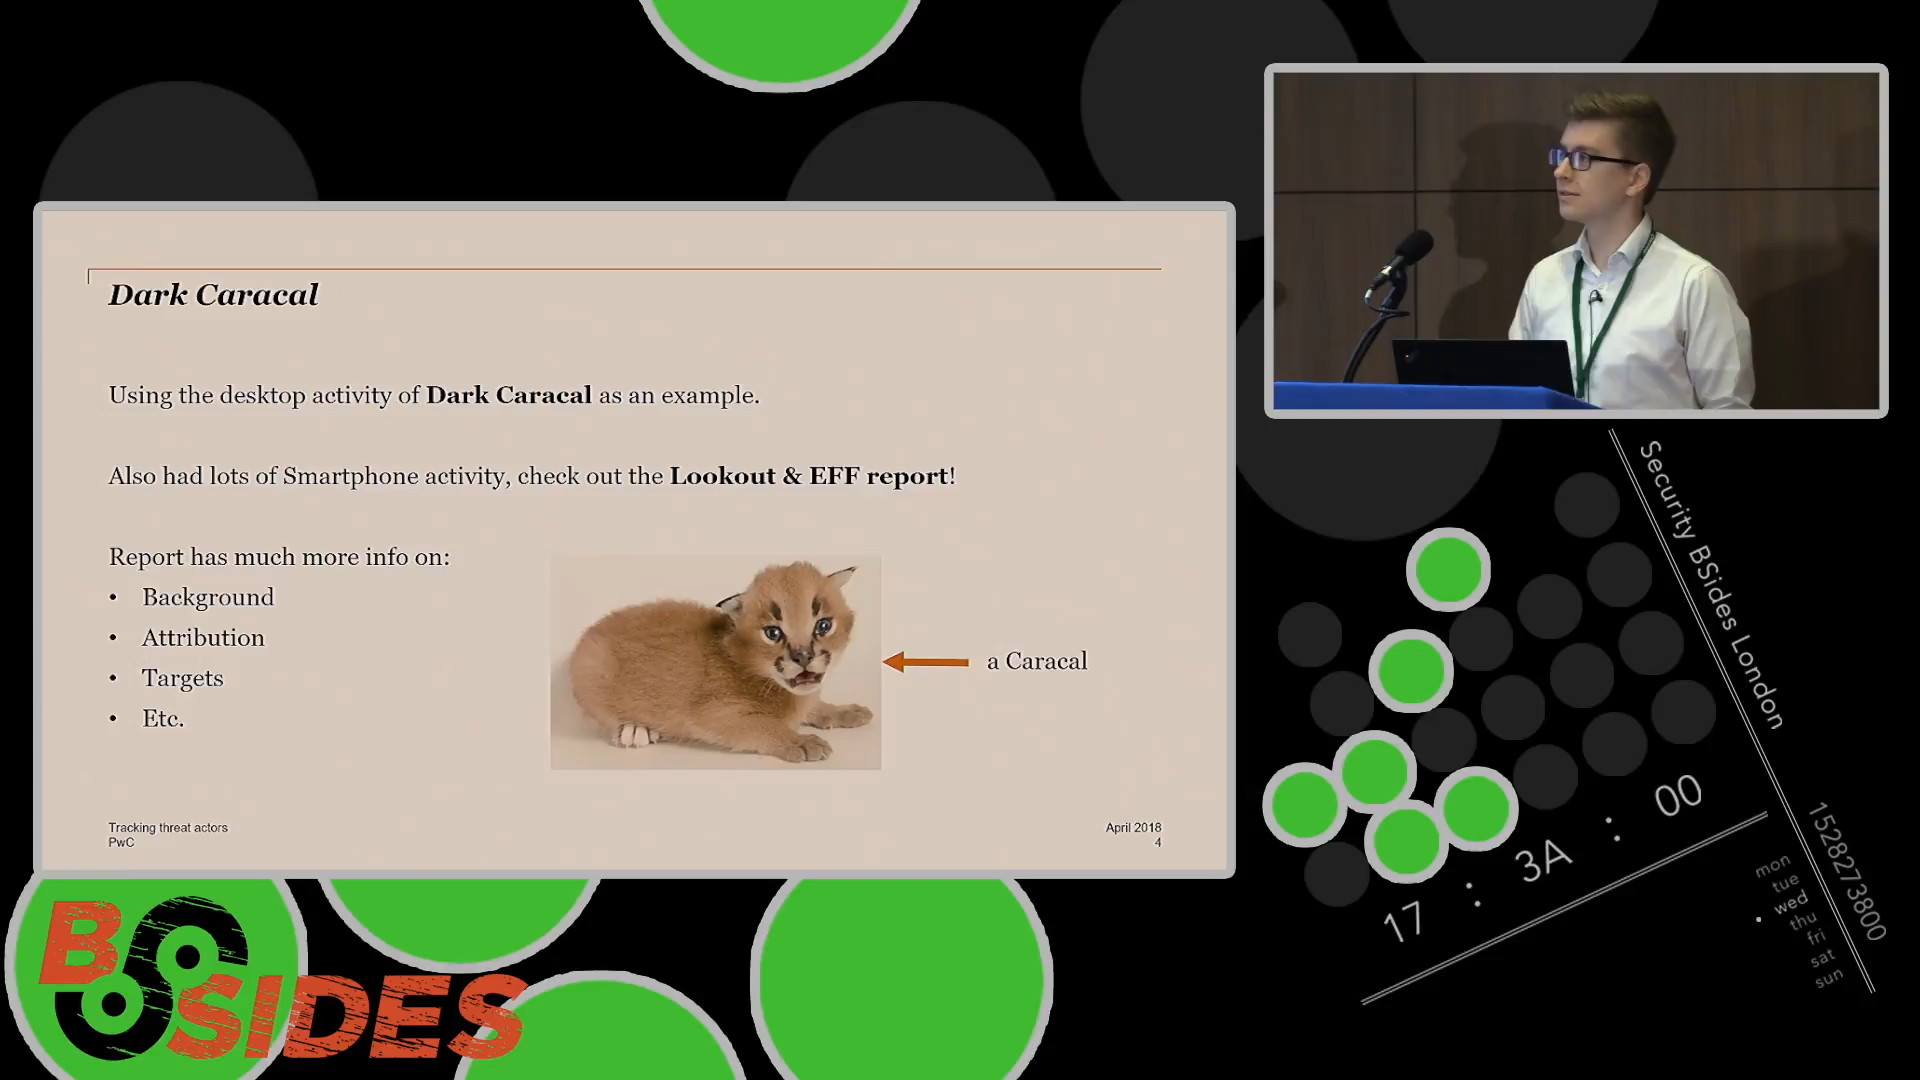 Dark Caracal
Using the desktop activity of Dark Caracal as an example.
Also had lots of Smartphone activity, check out the Lookout & EFF report!
Report has much more info on:
• Background
• Attribution
• Targets
• Etc.
a Caracal
Tracking threat actors
PwC
April 2018
4
Security BSides London
17 : 3A : 00
1528273800
mon
tue
wed
thu
fri
sat
sun
BSIDES